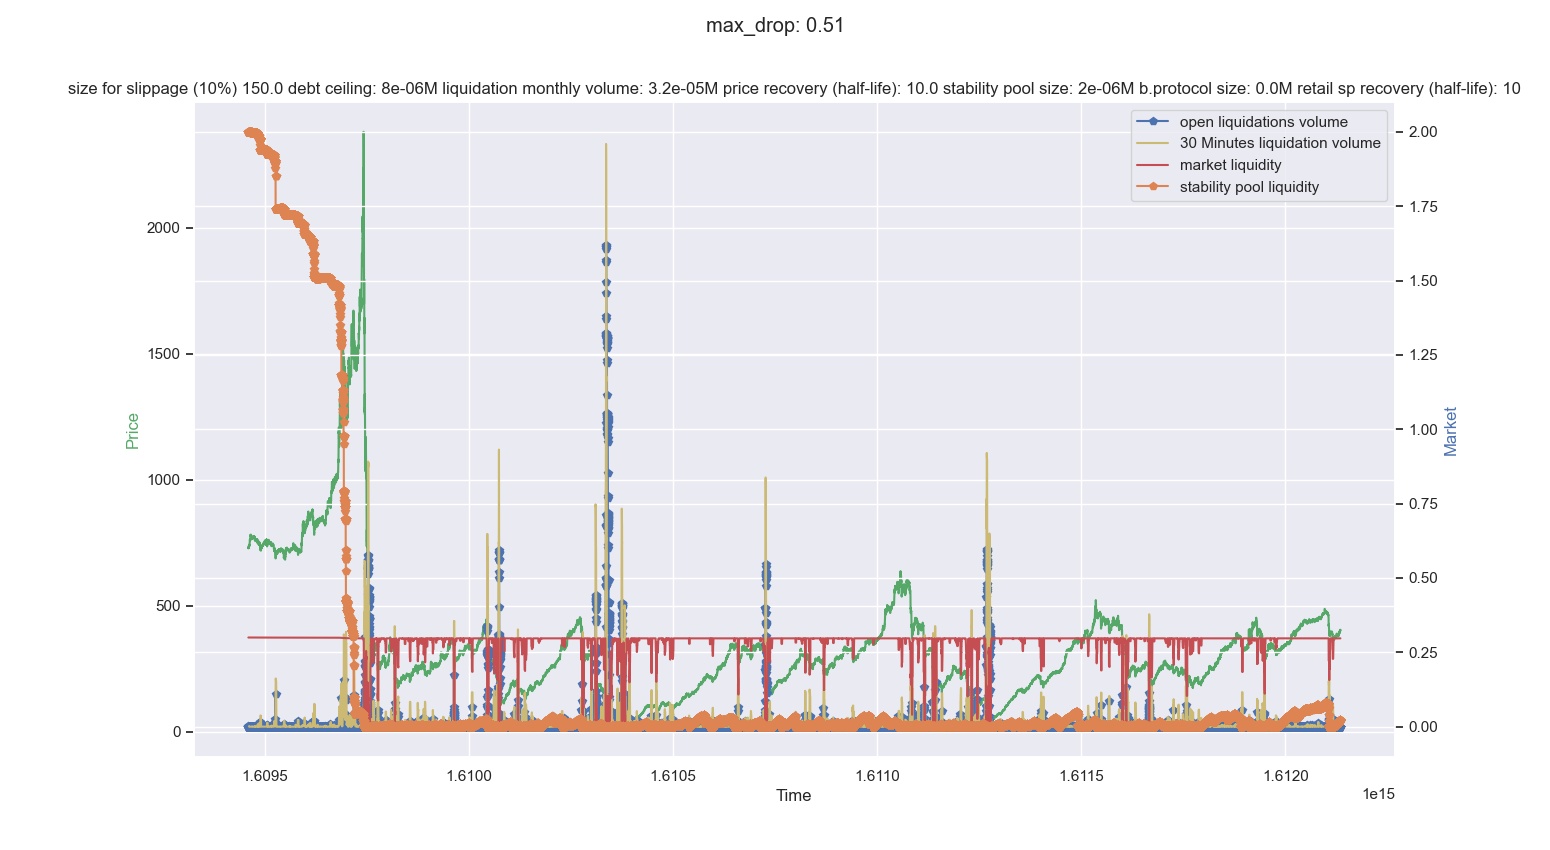 max_drop: 0.51
size for slippage (10%) 150.0 debt ceiling: 8e-06M liquidation monthly volume: 3.2e-05M price recovery (half-life): 10.0 stability pool size: 2e-06M b.protocol size: 0.0M retail sp recovery (half-life): 10
open liquidations volume
30 Minutes liquidation volume
market liquidity
stability pool liquidity
2000
1500
1000
500
0
Price
2.00
1.75
1.50
1.25
1.00
0.75
0.50
0.25
0.00
Market
1.6095
1.6100
1.6105
1.6110
1.6115
1.6120
1e15
Time